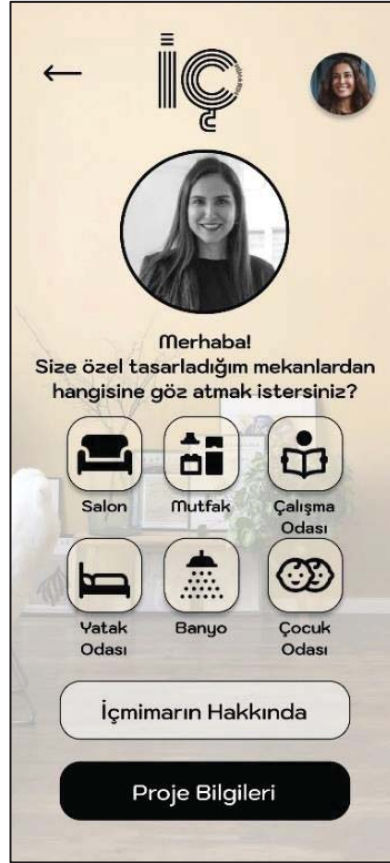 iç
Merhaba!
Size özel tasarladığım mekanlardan
hangisine göz atmak istersiniz?
Salon
Mutfak
Çalışma
Odası
Yatak
Odası
Banyo
Çocuk
Odası
İçmimarın Hakkında
Proje Bilgileri